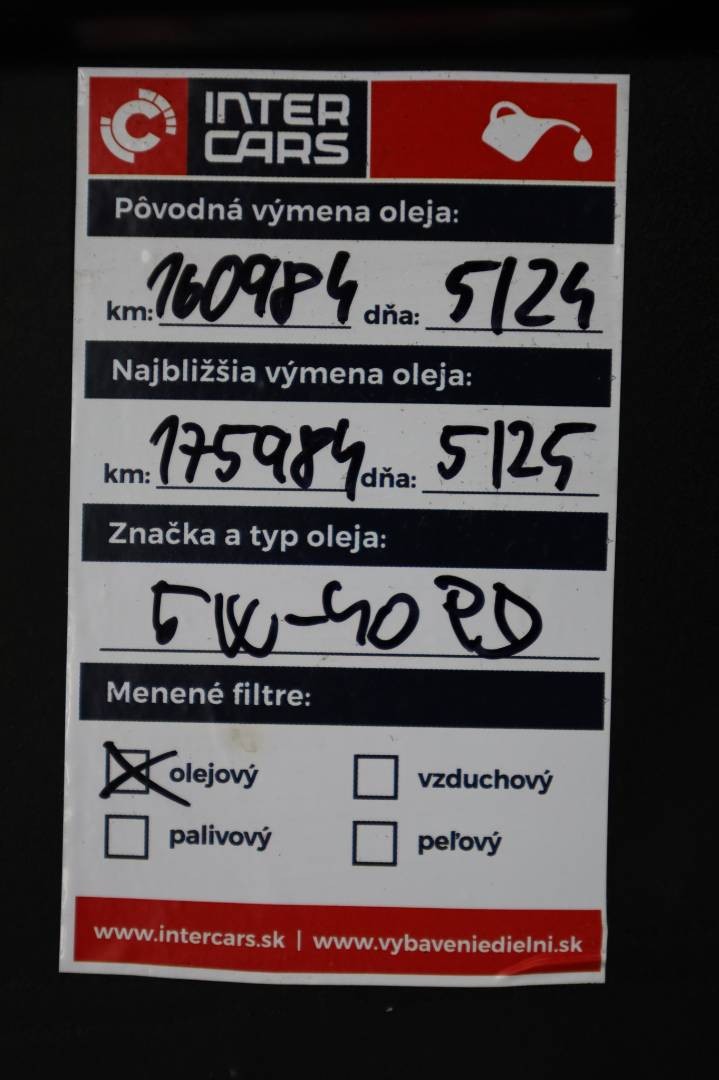 INTER
CARS
Pôvodná výmena oleja:
km: 160984 dňa: 5/24
Najbližšia výmena oleja:
km: 175984 dňa: 5/25
Značka a typ oleja:
5W-40 RD
Menené filtre:
olejový vzduchový
palivový peľový
www.intercars.sk | www.vybaveniedielni.sk